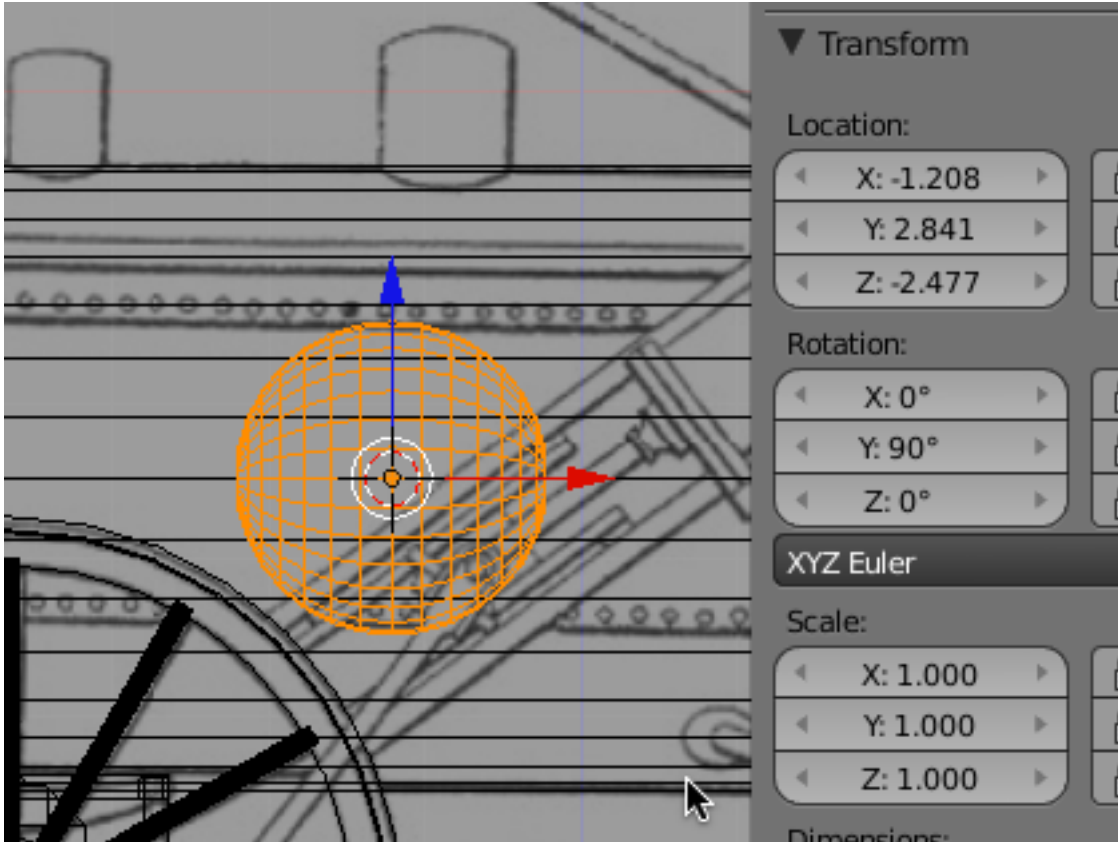 Transform
Location:
X: -1.208
Y: 2.841
Z: -2.477
Rotation:
X: 0°
Y: 90°
Z: 0°
XYZ Euler
Scale:
X: 1.000
Y: 1.000
Z: 1.000
Dimensions: